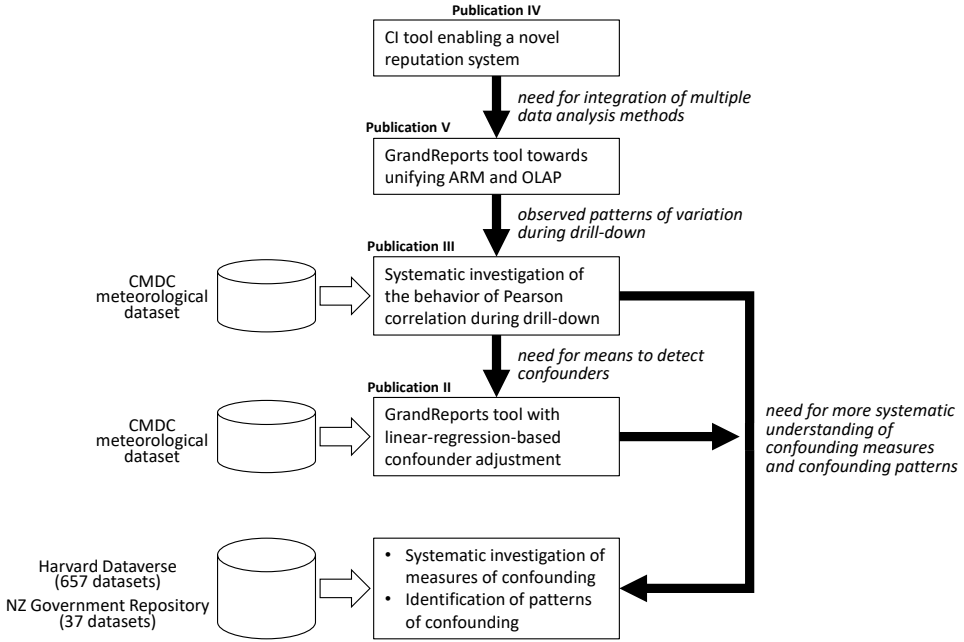 Publication IV
CI tool enabling a novel
reputation system
need for integration of multiple
data analysis methods
Publication V
GrandReports tool towards
unifying ARM and OLAP
observed patterns of variation
during drill-down
Publication III
CMDC
meteorological
dataset
Systematic investigation of
the behavior of Pearson
correlation during drill-down
need for means to detect
confounders
Publication II
CMDC
meteorological
dataset
GrandReports tool with
linear-regression-based
confounder adjustment
need for more systematic
understanding of
confounding measures
and confounding patterns
Harvard Dataverse
(657 datasets)
NZ Government Repository
(37 datasets)
• Systematic investigation of
measures of confounding
• Identification of patterns
of confounding